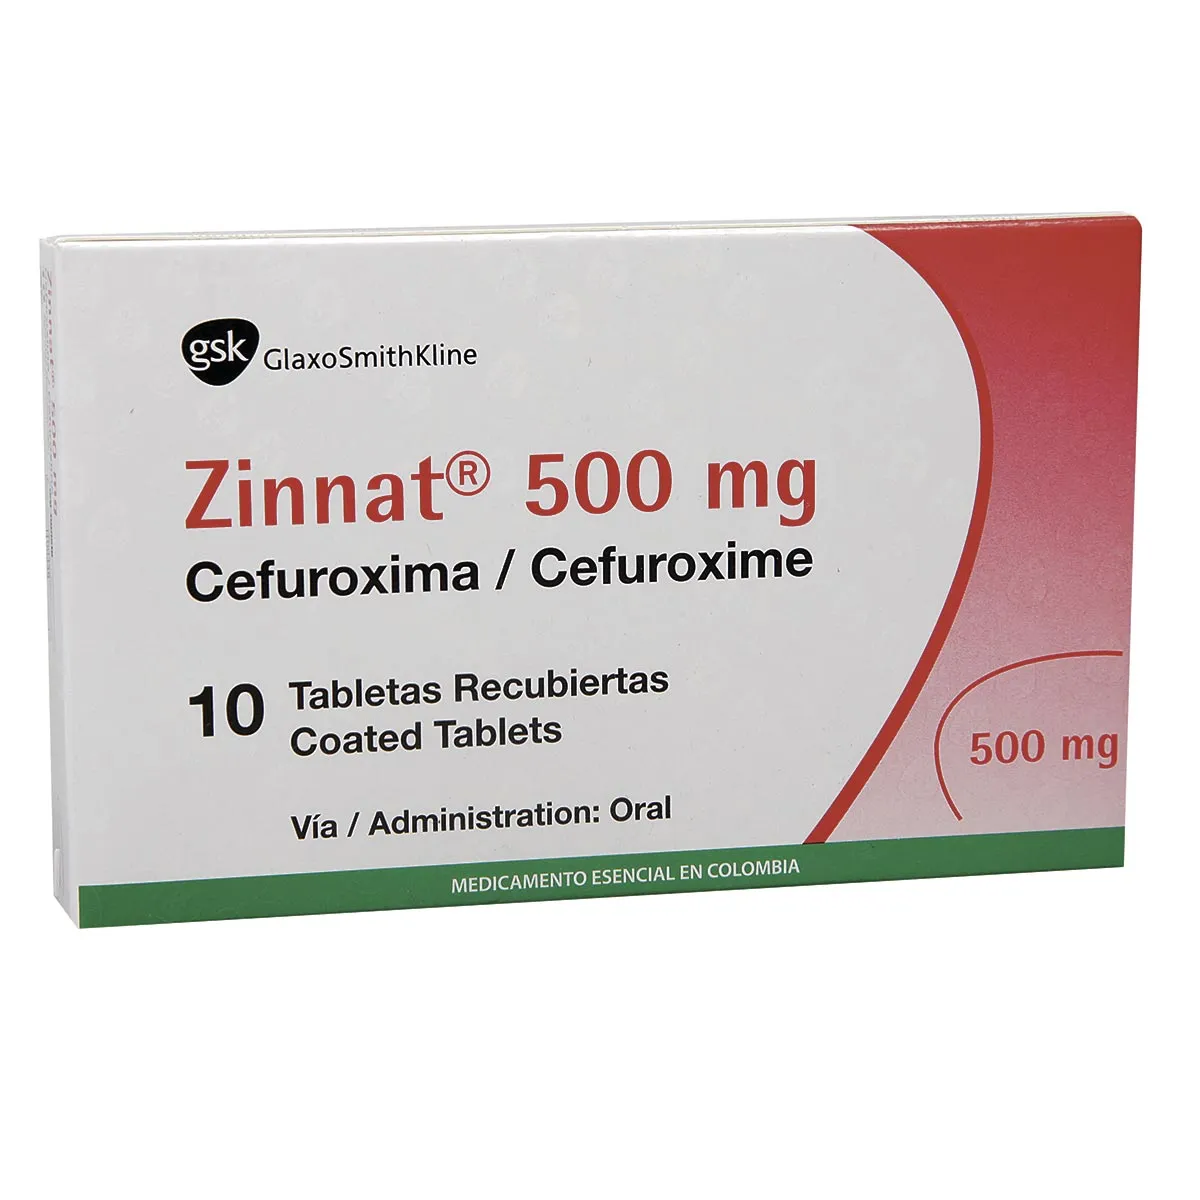 gsk GlaxoSmithKline
Zinnat® 500 mg
Cefuroxima / Cefuroxime
10 Tabletas Recubiertas
Coated Tablets
Vía / Administration: Oral
500 mg
MEDICAMENTO ESENCIAL EN COLOMBIA